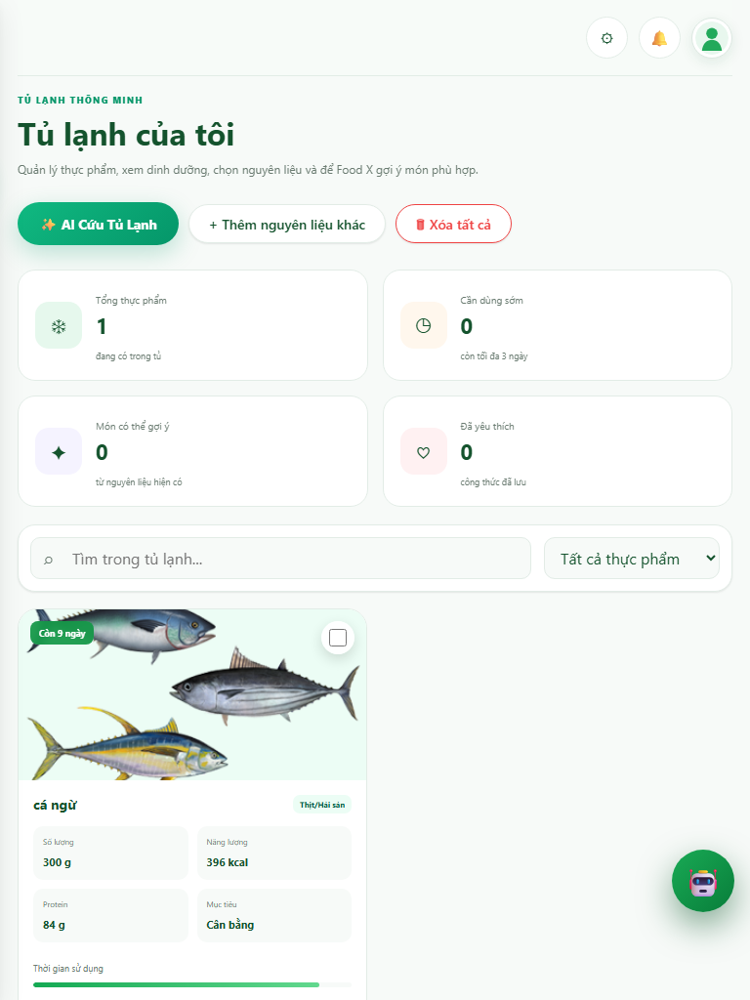 TỦ LẠNH THÔNG MINH
Tủ lạnh của tôi
Quản lý thực phẩm, xem dinh dưỡng, chọn nguyên liệu và để Food X gợi ý món phù hợp.
AI Cứu Tủ Lạnh
+ Thêm nguyên liệu khác
Xóa tất cả
Tổng thực phẩm
1
đang có trong tủ
Cần dùng sớm
0
còn tối đa 3 ngày
Món có thể gợi ý
0
từ nguyên liệu hiện có
Đã yêu thích
0
công thức đã lưu
Tìm trong tủ lạnh...
Tất cả thực phẩm
Còn 9 ngày
cá ngừ
Thịt/Hải sản
Số lượng
300 g
Năng lượng
396 kcal
Protein
84 g
Mục tiêu
Cân bằng
Thời gian sử dụng